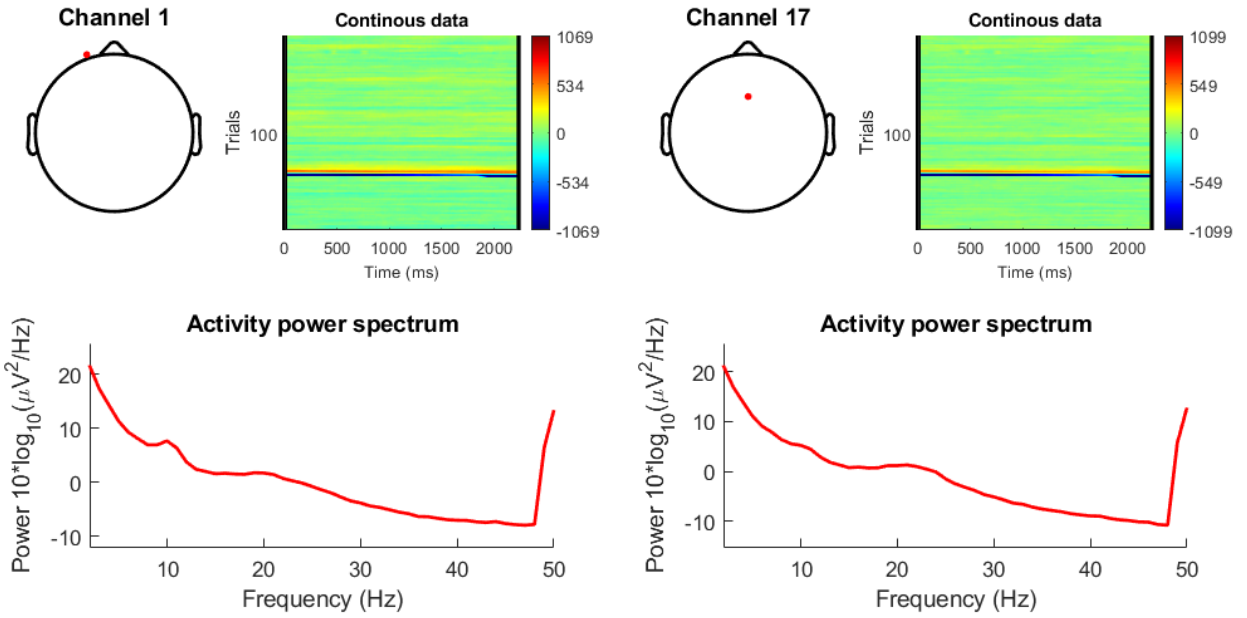 Channel 1
Continous data
Trials
100
0 500 1000 1500 2000
Time (ms)
1069
534
0
-534
-1069
Channel 17
Continous data
Trials
100
0 500 1000 1500 2000
Time (ms)
1099
549
0
-549
-1099
Activity power spectrum
Power 10*log₁₀(μV²/Hz)
20
10
0
-10
10 20 30 40 50
Frequency (Hz)
Activity power spectrum
Power 10*log₁₀(μV²/Hz)
20
10
0
-10
10 20 30 40 50
Frequency (Hz)